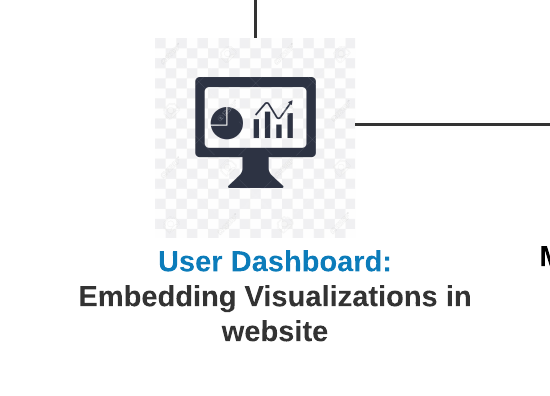 User Dashboard:
Embedding Visualizations in
website